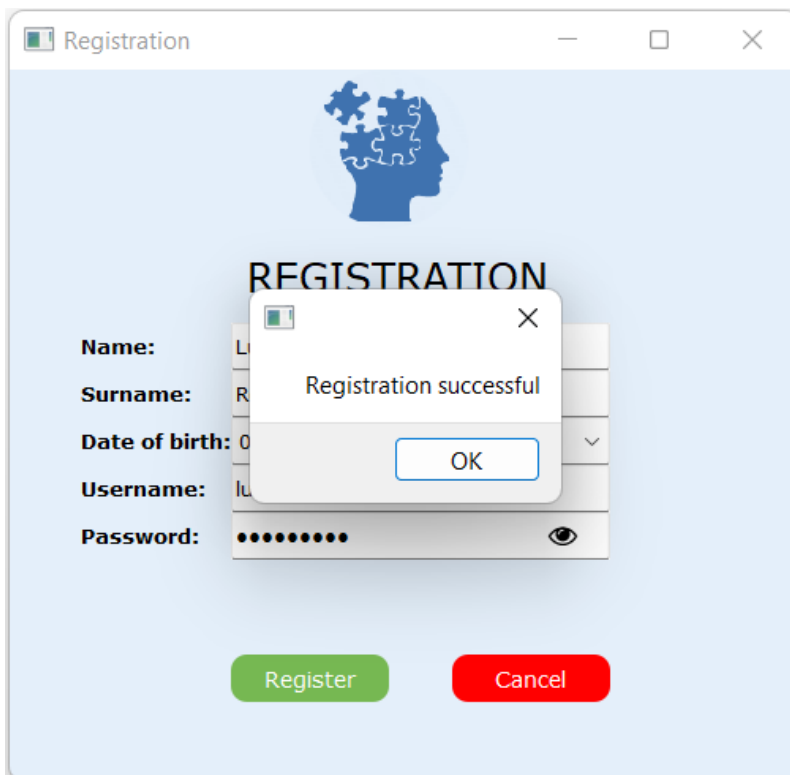 Registration
REGISTRATION
Registration successful
OK
Name:
Surname:
Date of birth:
Username:
Password:
Register
Cancel